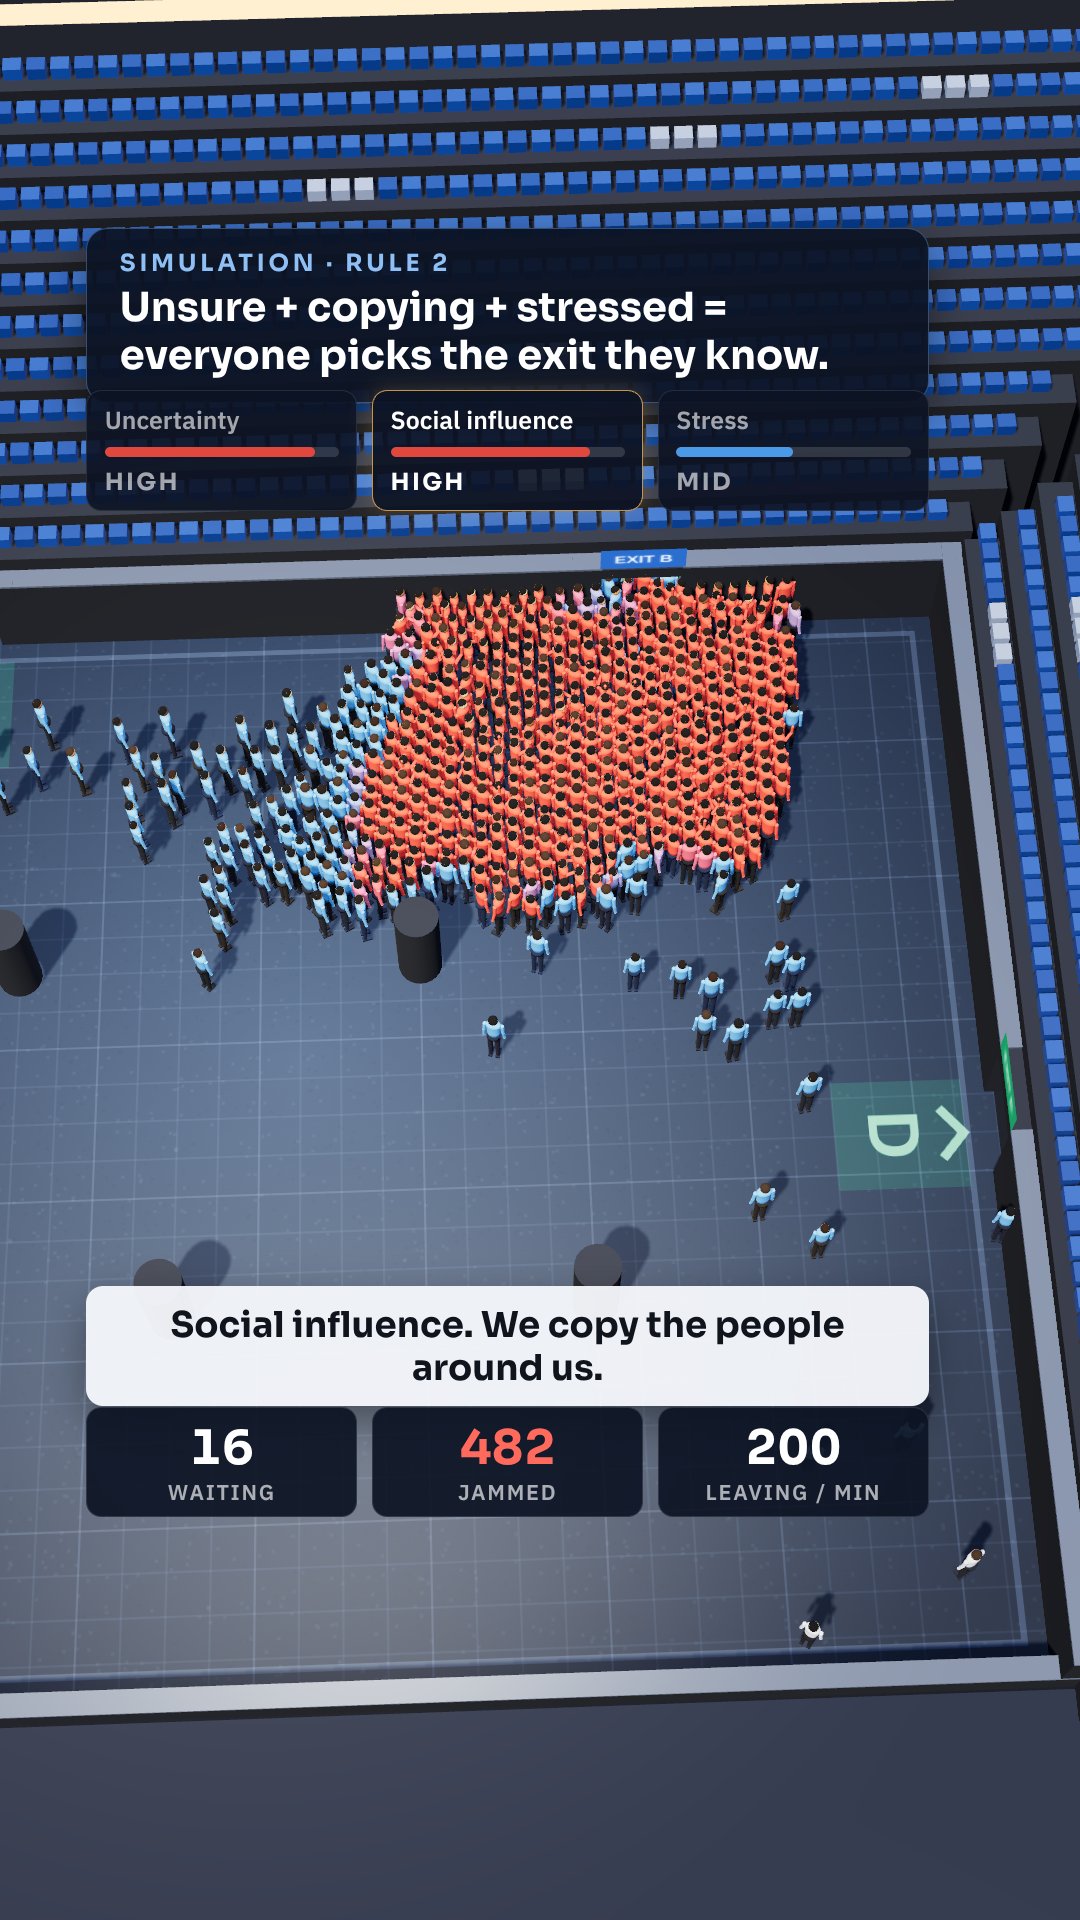 SIMULATION · RULE 2
Unsure + copying + stressed =
everyone picks the exit they know.
Uncertainty
HIGH
Social influence
HIGH
Stress
MID
EXIT B
D
Social influence. We copy the people
around us.
16
WAITING
482
JAMMED
200
LEAVING / MIN